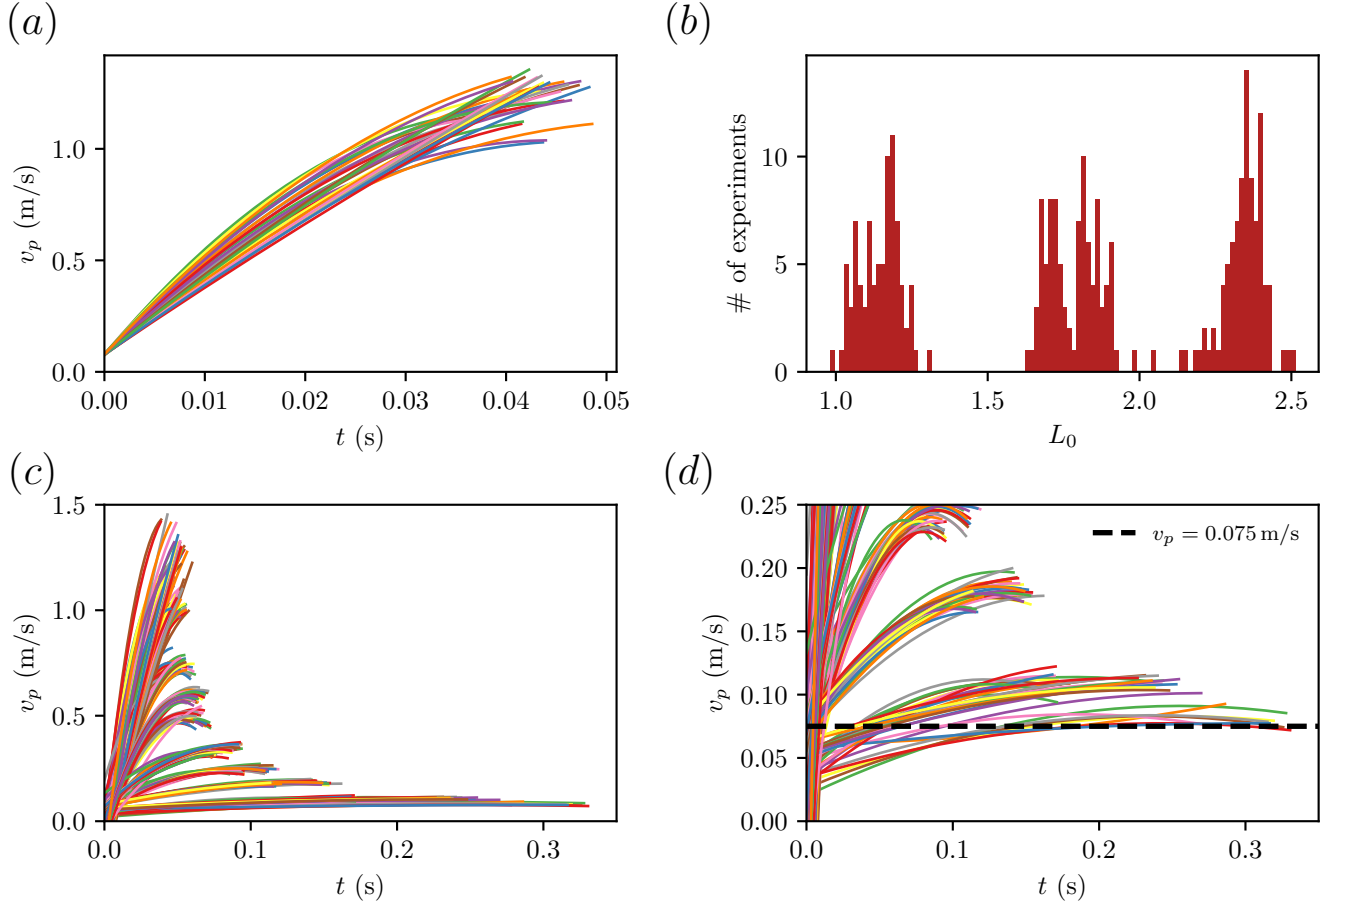 (a)
v_p (m/s)
1.0
0.5
0.0
0.00 0.01 0.02 0.03 0.04 0.05
t (s)
(b)
# of experiments
10
5
0
1.0 1.5 2.0 2.5
L_0
(c)
v_p (m/s)
1.5
1.0
0.5
0.0
0.0 0.1 0.2 0.3
t (s)
(d)
v_p (m/s)
0.25
0.20
0.15
0.10
0.05
0.00
v_p = 0.075 m/s
0.0 0.1 0.2 0.3
t (s)